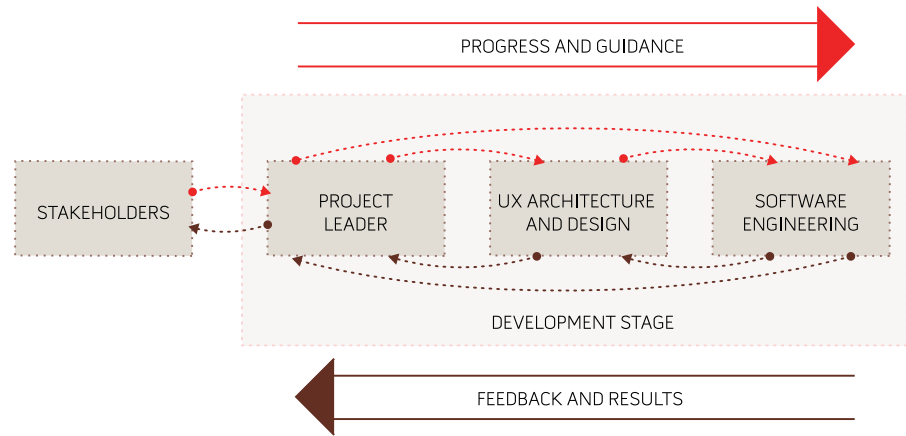 PROGRESS AND GUIDANCE
STAKEHOLDERS
PROJECT
LEADER
UX ARCHITECTURE
AND DESIGN
SOFTWARE
ENGINEERING
DEVELOPMENT STAGE
FEEDBACK AND RESULTS